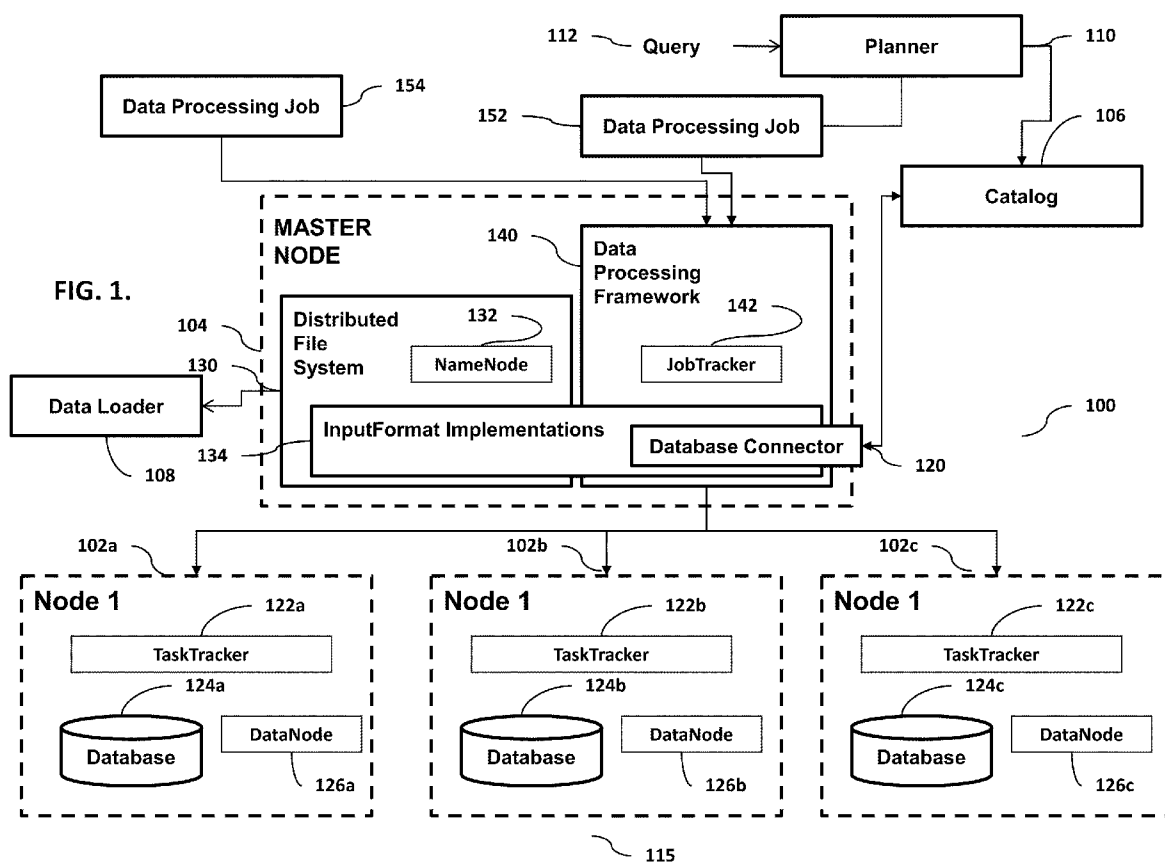 112
Query
Planner
110
154
Data Processing Job
152
Data Processing Job
106
Catalog
MASTER
NODE
140
Data
Processing
Framework
FIG. 1.
104
Distributed
File
System
132
NameNode
142
JobTracker
130
Data Loader
108
InputFormat Implementations
134
Database Connector
120
100
102a
102b
102c
Node 1
122a
TaskTracker
124a
Database
DataNode
126a
Node 1
122b
TaskTracker
124b
Database
DataNode
126b
Node 1
122c
TaskTracker
124c
Database
DataNode
126c
115